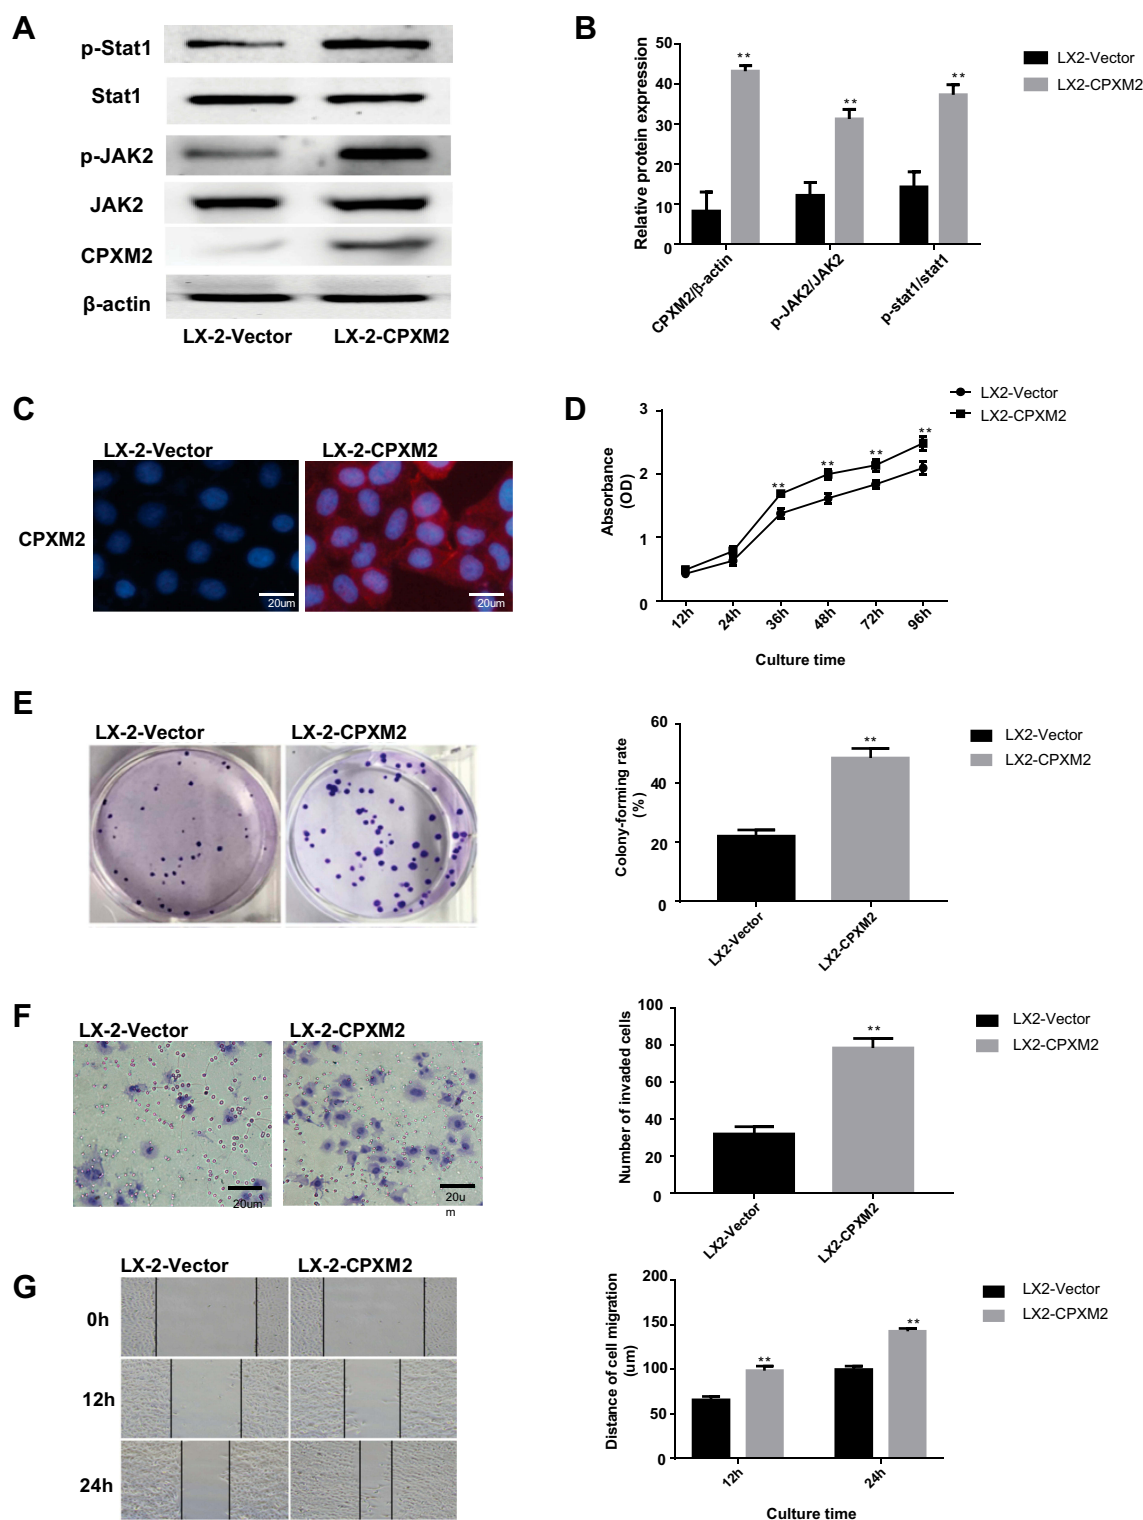 A
p-Stat1
Stat1
p-JAK2
JAK2
CPXM2
β-actin
LX-2-Vector LX-2-CPXM2
B
Relative protein expression
50
40
30
20
10
0
** ** **
CPXM2/β-actin
p-JAK2/JAK2
p-stat1/stat1
LX2-Vector
LX2-CPXM2
C
LX-2-Vector LX-2-CPXM2
CPXM2
20um 20um
D
Absorbance
(OD)
3
2
1
0
** ** ** **
12h 24h 36h 48h 72h 96h
Culture time
LX2-Vector
LX2-CPXM2
E
LX-2-Vector LX-2-CPXM2
Colony-forming rate
(%)
60
40
20
0
**
LX2-Vector
LX2-CPXM2
LX2-Vector
LX2-CPXM2
F
LX-2-Vector LX-2-CPXM2
20um 20u
m
Number of invaded cells
100
80
60
40
20
0
**
LX2-Vector
LX2-CPXM2
LX2-Vector
LX2-CPXM2
G
LX-2-Vector LX-2-CPXM2
0h
12h
24h
Distance of cell migration
(um)
200
150
100
50
0
** **
12h 24h
Culture time
LX2-Vector
LX2-CPXM2